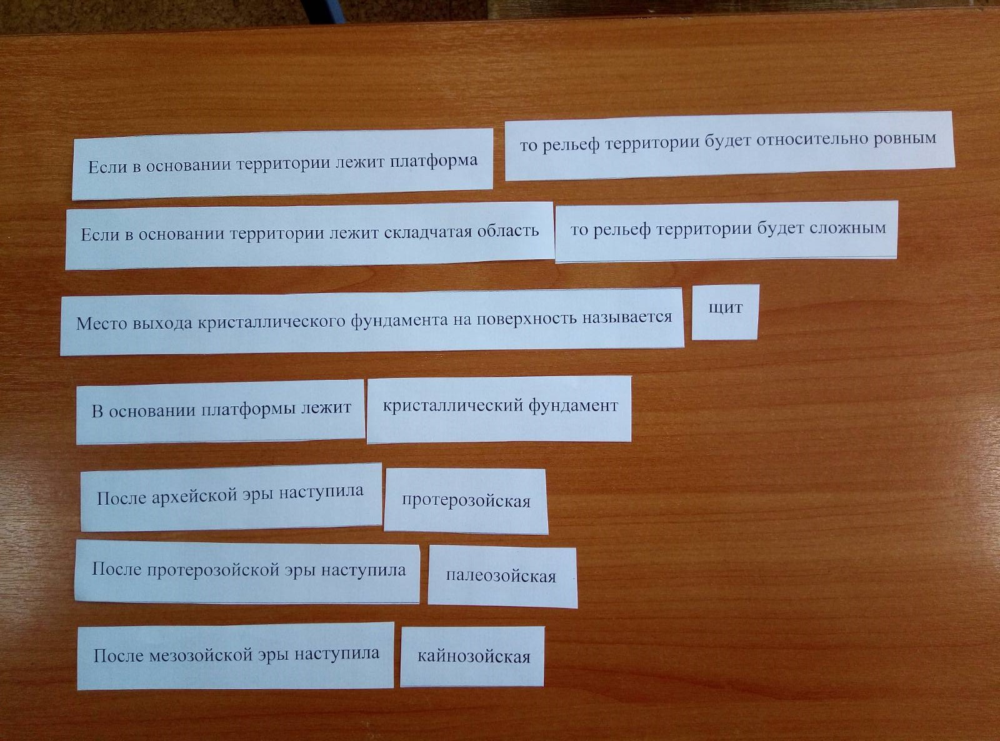 Если в основании территории лежит платформа то рельеф территории будет относительно ровным
Если в основании территории лежит складчатая область то рельеф территории будет сложным
Место выхода кристаллического фундамента на поверхность называется щит
В основании платформы лежит кристаллический фундамент
После архейской эры наступила протерозойская
После протерозойской эры наступила палеозойская
После мезозойской эры наступила кайнозойская